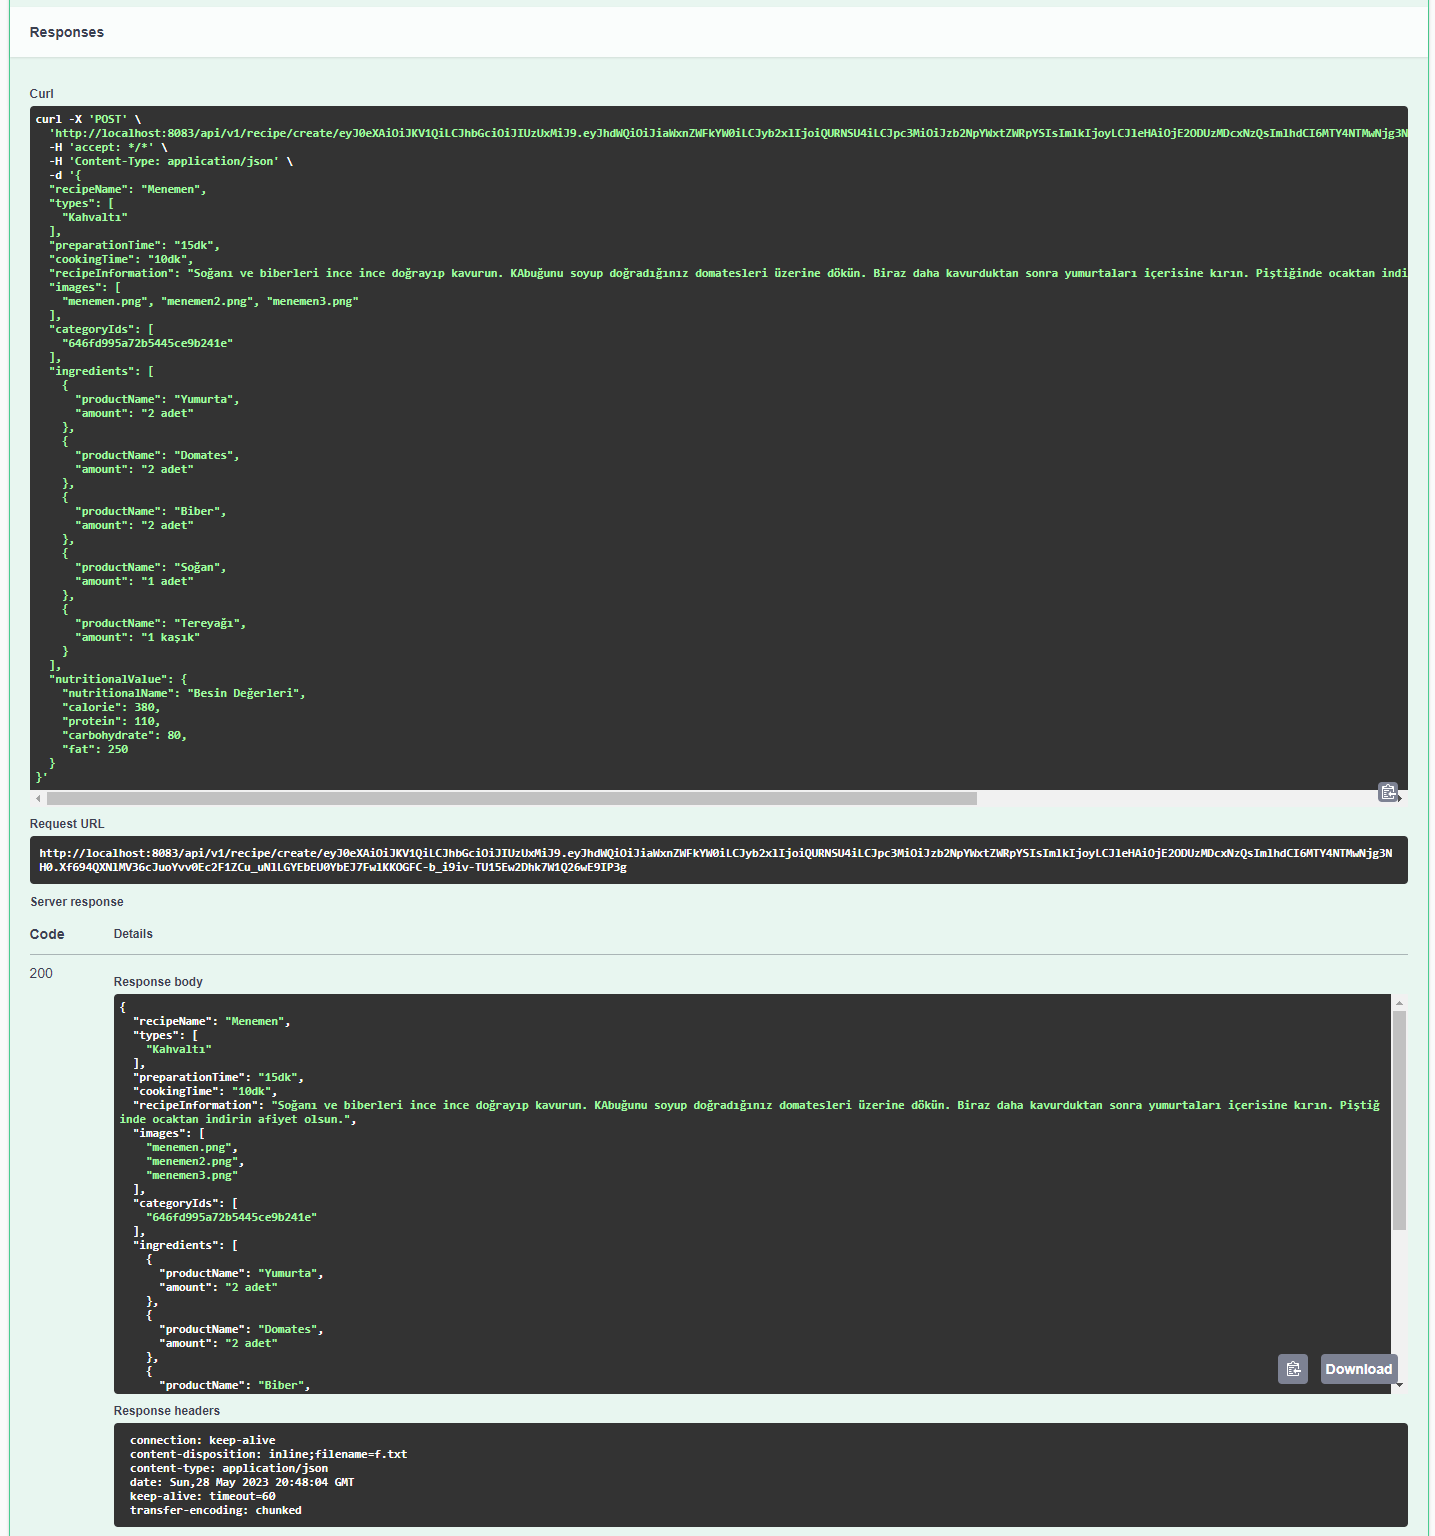 Responses
Curl
curl -X 'POST' \
  'http://localhost:8083/api/v1/recipe/create/eyJ0eXAiOiJKV1QiLCJhbGciOiJIUzUxMiJ9.eyJhdWQiOiJiaWxnZWFkYW0iLCJyb2xlIjoiQURNSU4iLCJpc3MiOiJzb2NpYWxtZWRpYSIsImlkIjoyLCJleHAiOjE2ODUzMDcxNzQsImlhdCI6MTY4NTMwNjg3N
  -H 'accept: */*' \
  -H 'Content-Type: application/json' \
  -d '{
  "recipeName": "Menemen",
  "types": [
    "Kahvaltı"
  ],
  "preparationTime": "15dk",
  "cookingTime": "10dk",
  "recipeInformation": "Soğanı ve biberleri ince ince doğrayıp kavurun. KAbuğunu soyup doğradığınız domatesleri üzerine dökün. Biraz daha kavurduktan sonra yumurtaları içerisine kırın. Piştiğinde ocaktan indi
  "images": [
    "menemen.png", "menemen2.png", "menemen3.png"
  ],
  "categoryIds": [
    "646fd995a72b5445ce9b241e"
  ],
  "ingredients": [
    {
      "productName": "Yumurta",
      "amount": "2 adet"
    },
    {
      "productName": "Domates",
      "amount": "2 adet"
    },
    {
      "productName": "Biber",
      "amount": "2 adet"
    },
    {
      "productName": "Soğan",
      "amount": "1 adet"
    },
    {
      "productName": "Tereyağı",
      "amount": "1 kaşık"
    }
  ],
  "nutritionalValue": {
    "nutritionalName": "Besin Değerleri",
    "calorie": 380,
    "protein": 110,
    "carbohydrate": 80,
    "fat": 250
  }
}'
Request URL
http://localhost:8083/api/v1/recipe/create/eyJ0eXAiOiJKV1QiLCJhbGciOiJIUzUxMiJ9.eyJhdWQiOiJiaWxnZWFkYW0iLCJyb2xlIjoiQURNSU4iLCJpc3MiOiJzb2NpYWxtZWRpYSIsImlkIjoyLCJleHAiOjE2ODUzMDcxNzQsImlhdCI6MTY4NTMwNjg3N
H0.Xf694QXNlMV36cJuoYvv0Ec2F1ZCu_uNlLGYEbEU0YbEJ7FwlKKOGFC-b_i9iv-TU15Ew2Dhk7W1Q26wE9IP3g
Server response
Code Details
200
Response body
{
  "recipeName": "Menemen",
  "types": [
    "Kahvaltı"
  ],
  "preparationTime": "15dk",
  "cookingTime": "10dk",
  "recipeInformation": "Soğanı ve biberleri ince ince doğrayıp kavurun. KAbuğunu soyup doğradığınız domatesleri üzerine dökün. Biraz daha kavurduktan sonra yumurtaları içerisine kırın. Piştiğ
inde ocaktan indirin afiyet olsun.",
  "images": [
    "menemen.png",
    "menemen2.png",
    "menemen3.png"
  ],
  "categoryIds": [
    "646fd995a72b5445ce9b241e"
  ],
  "ingredients": [
    {
      "productName": "Yumurta",
      "amount": "2 adet"
    },
    {
      "productName": "Domates",
      "amount": "2 adet"
    },
    {
      "productName": "Biber",
Download
Response headers
connection: keep-alive
content-disposition: inline;filename=f.txt
content-type: application/json
date: Sun,28 May 2023 20:48:04 GMT
keep-alive: timeout=60
transfer-encoding: chunked